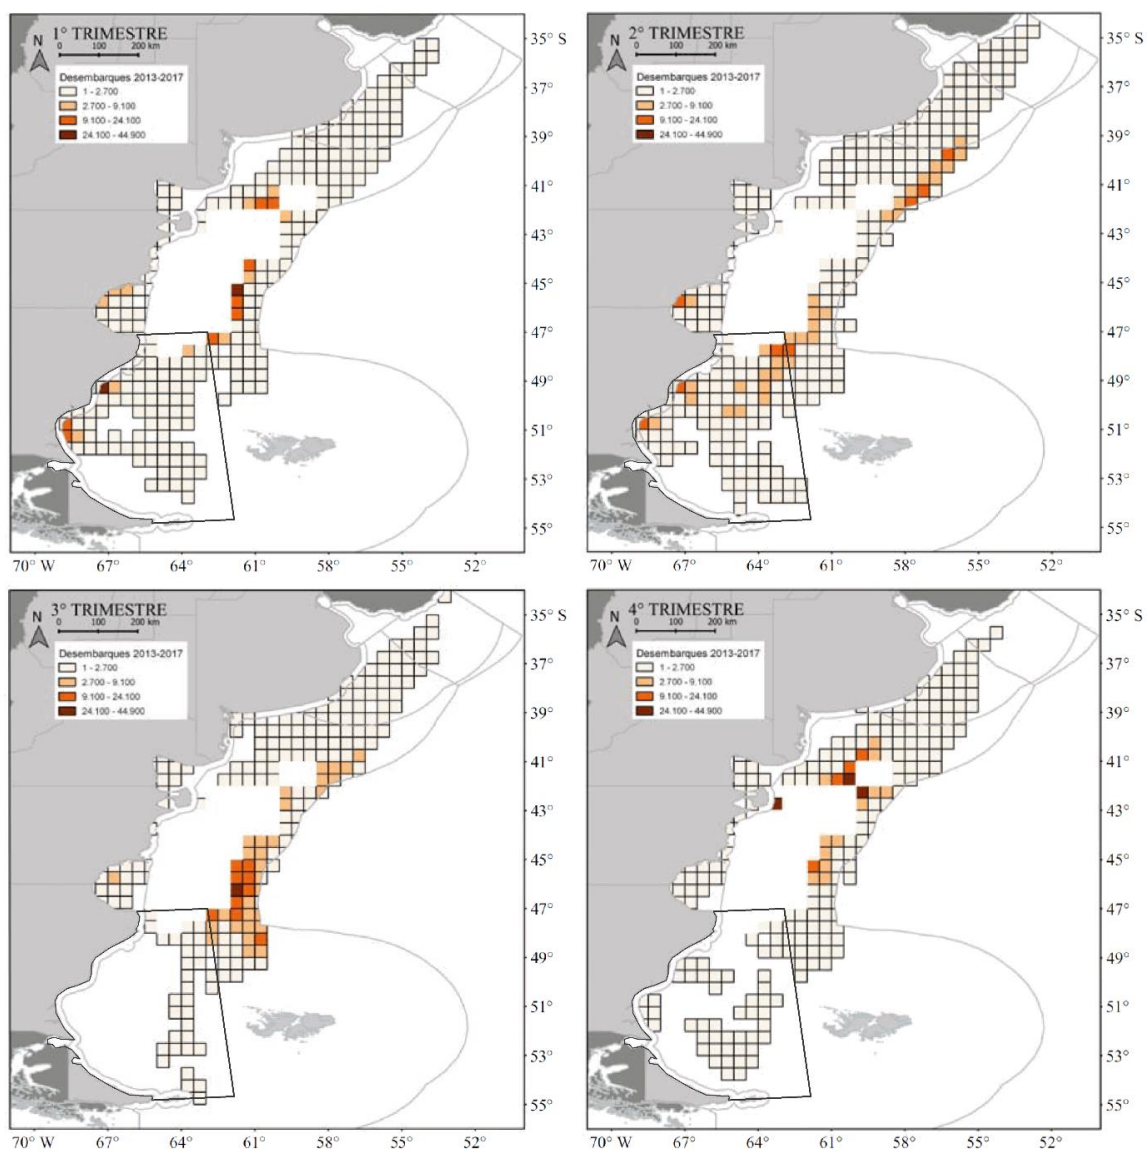 1° TRIMESTRE
N
0 100 200 km
Desembarques 2013-2017
1 - 2.700
2.700 - 9.100
9.100 - 24.100
24.100 - 44.900
2° TRIMESTRE
N
0 100 200 km
Desembarques 2013-2017
1 - 2.700
2.700 - 9.100
9.100 - 24.100
24.100 - 44.900
35° S
37°
39°
41°
43°
45°
47°
49°
51°
53°
55°
35° S
37°
39°
41°
43°
45°
47°
49°
51°
53°
55°
70° W 67° 64° 61° 58° 55° 52°
70° W 67° 64° 61° 58° 55° 52°
3° TRIMESTRE
N
0 100 200 km
Desembarques 2013-2017
1 - 2.700
2.700 - 9.100
9.100 - 24.100
24.100 - 44.900
4° TRIMESTRE
N
0 100 200 km
Desembarques 2013-2017
1 - 2.700
2.700 - 9.100
9.100 - 24.100
24.100 - 44.900
35° S
37°
39°
41°
43°
45°
47°
49°
51°
53°
55°
35° S
37°
39°
41°
43°
45°
47°
49°
51°
53°
55°
70° W 67° 64° 61° 58° 55° 52°
70° W 67° 64° 61° 58° 55° 52°